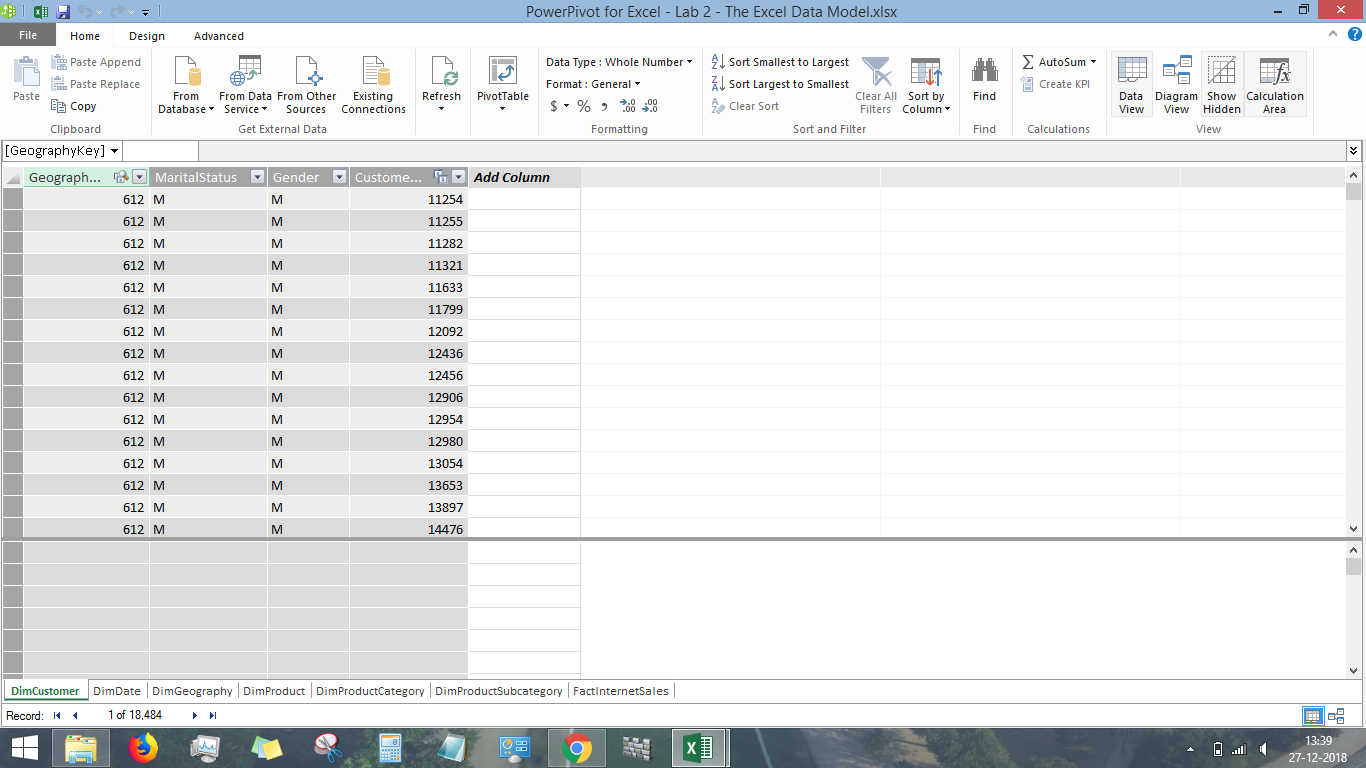 PowerPivot for Excel - Lab 2 - The Excel Data Model.xlsx
File Home Design Advanced
Paste
Paste Append
Paste Replace
Copy
Clipboard
From Database
From Data Service
From Other Sources
Existing Connections
Get External Data
Refresh
PivotTable
Data Type : Whole Number
Format : General
$ % ,
.00 .00
Formatting
Sort Smallest to Largest
Sort Largest to Smallest
Clear Sort
Clear All Filters
Sort by Column
Sort and Filter
Find
Find
AutoSum
Create KPI
Calculations
Data View
Diagram View
Show Hidden
Calculation Area
View
[GeographyKey]
Geograph... MaritalStatus Gender Custome... Add Column
612 M M 11254
612 M M 11255
612 M M 11282
612 M M 11321
612 M M 11633
612 M M 11799
612 M M 12092
612 M M 12436
612 M M 12456
612 M M 12906
612 M M 12954
612 M M 12980
612 M M 13054
612 M M 13653
612 M M 13897
612 M M 14476
DimCustomer DimDate DimGeography DimProduct DimProductCategory DimProductSubcategory FactInternetSales
Record: 1 of 18,484
13:39
27-12-2018